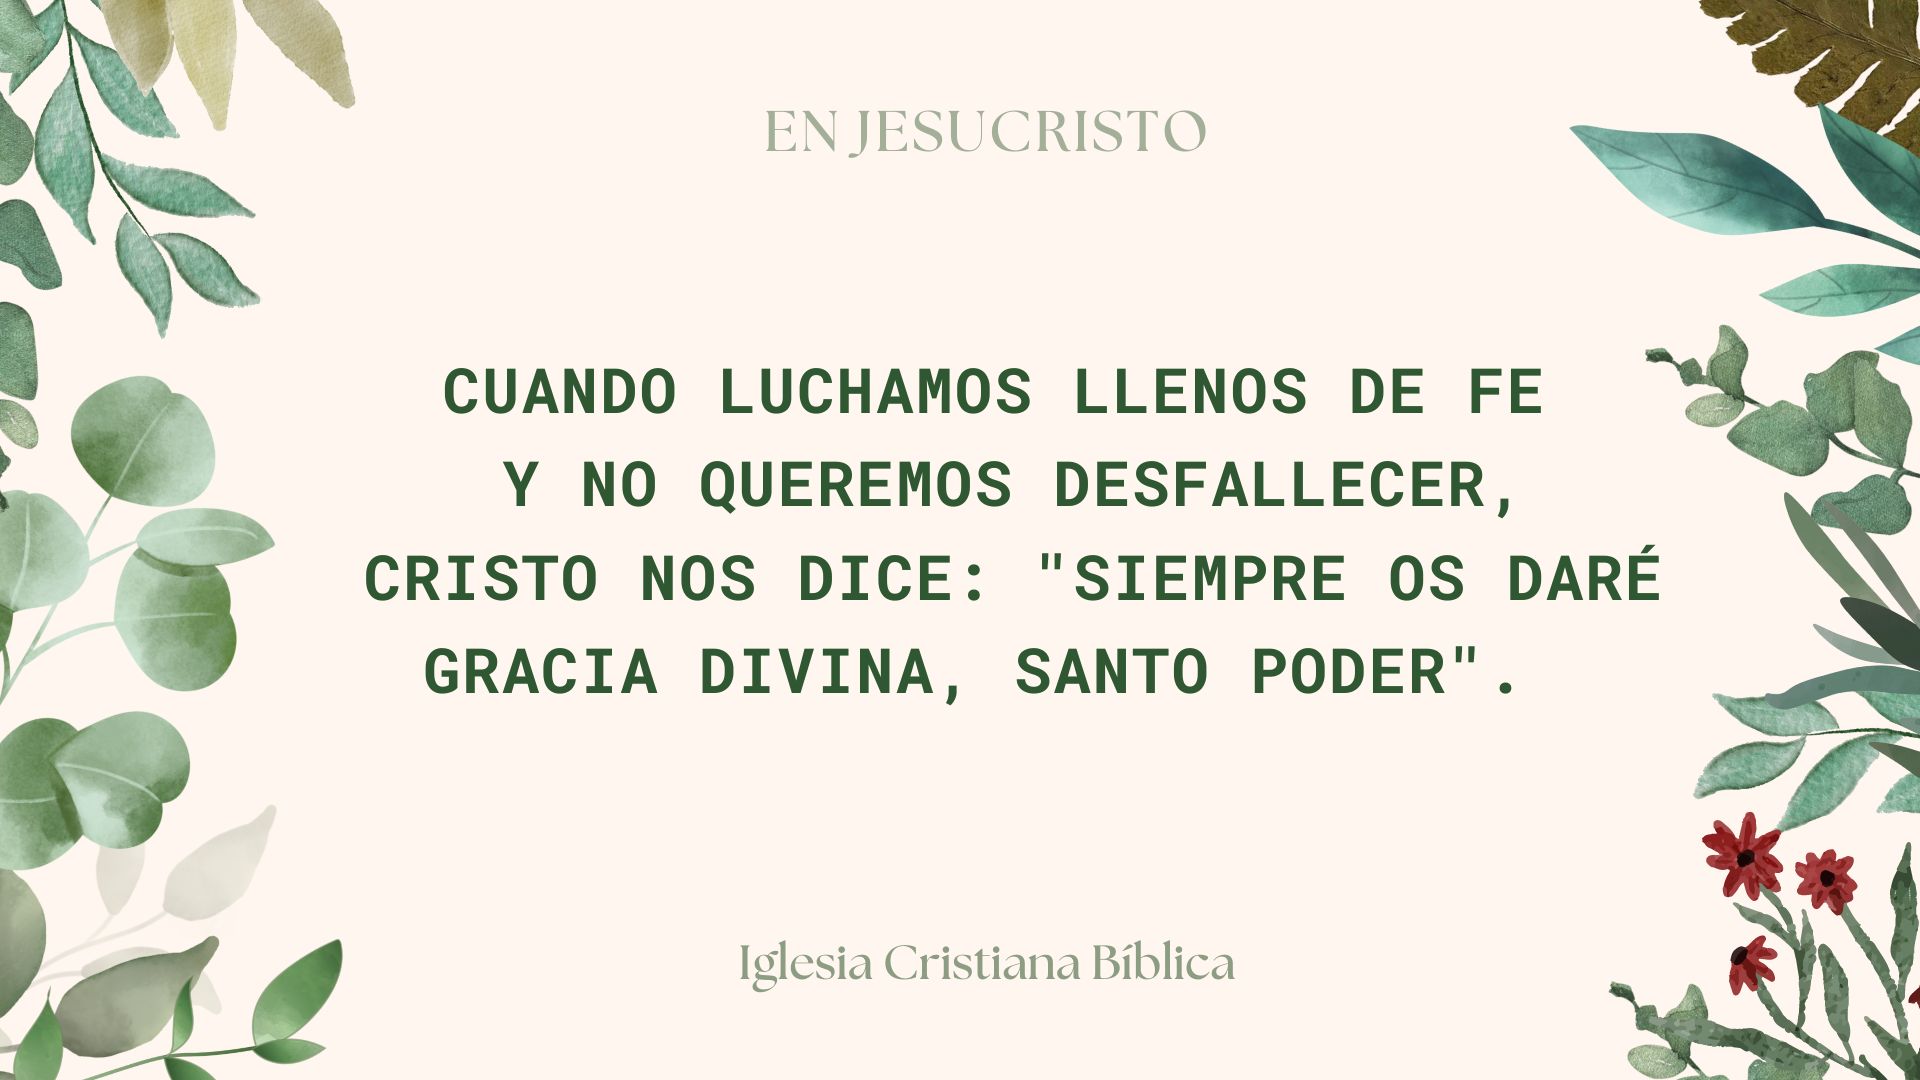 EN JESUCRISTO
CUANDO LUCHAMOS LLENOS DE FE
Y NO QUEREMOS DESFALLECER,
CRISTO NOS DICE: "SIEMPRE OS DARÉ
GRACIA DIVINA, SANTO PODER".
Iglesia Cristiana Bíblica